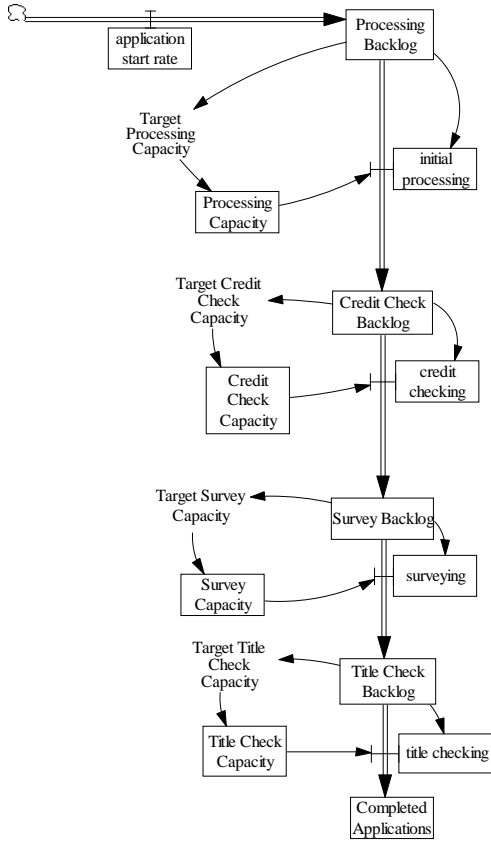 application
start rate
Processing
Backlog
Target
Processing
Capacity
initial
processing
Processing
Capacity
Target Credit
Check
Capacity
Credit Check
Backlog
Credit
Check
Capacity
credit
checking
Target Survey
Capacity
Survey Backlog
Survey
Capacity
surveying
Target Title
Check
Capacity
Title Check
Backlog
Title Check
Capacity
title checking
Completed
Applications